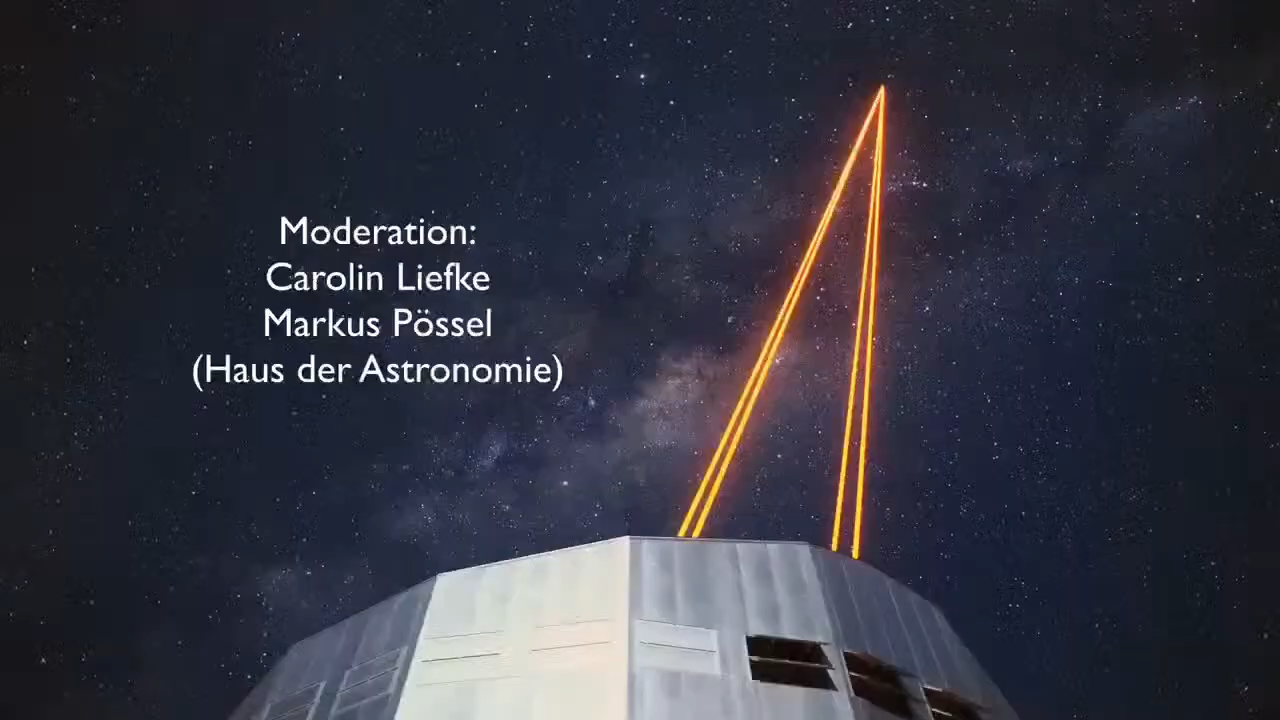 Moderation:
Carolin Liefke
Markus Pössel
(Haus der Astronomie)